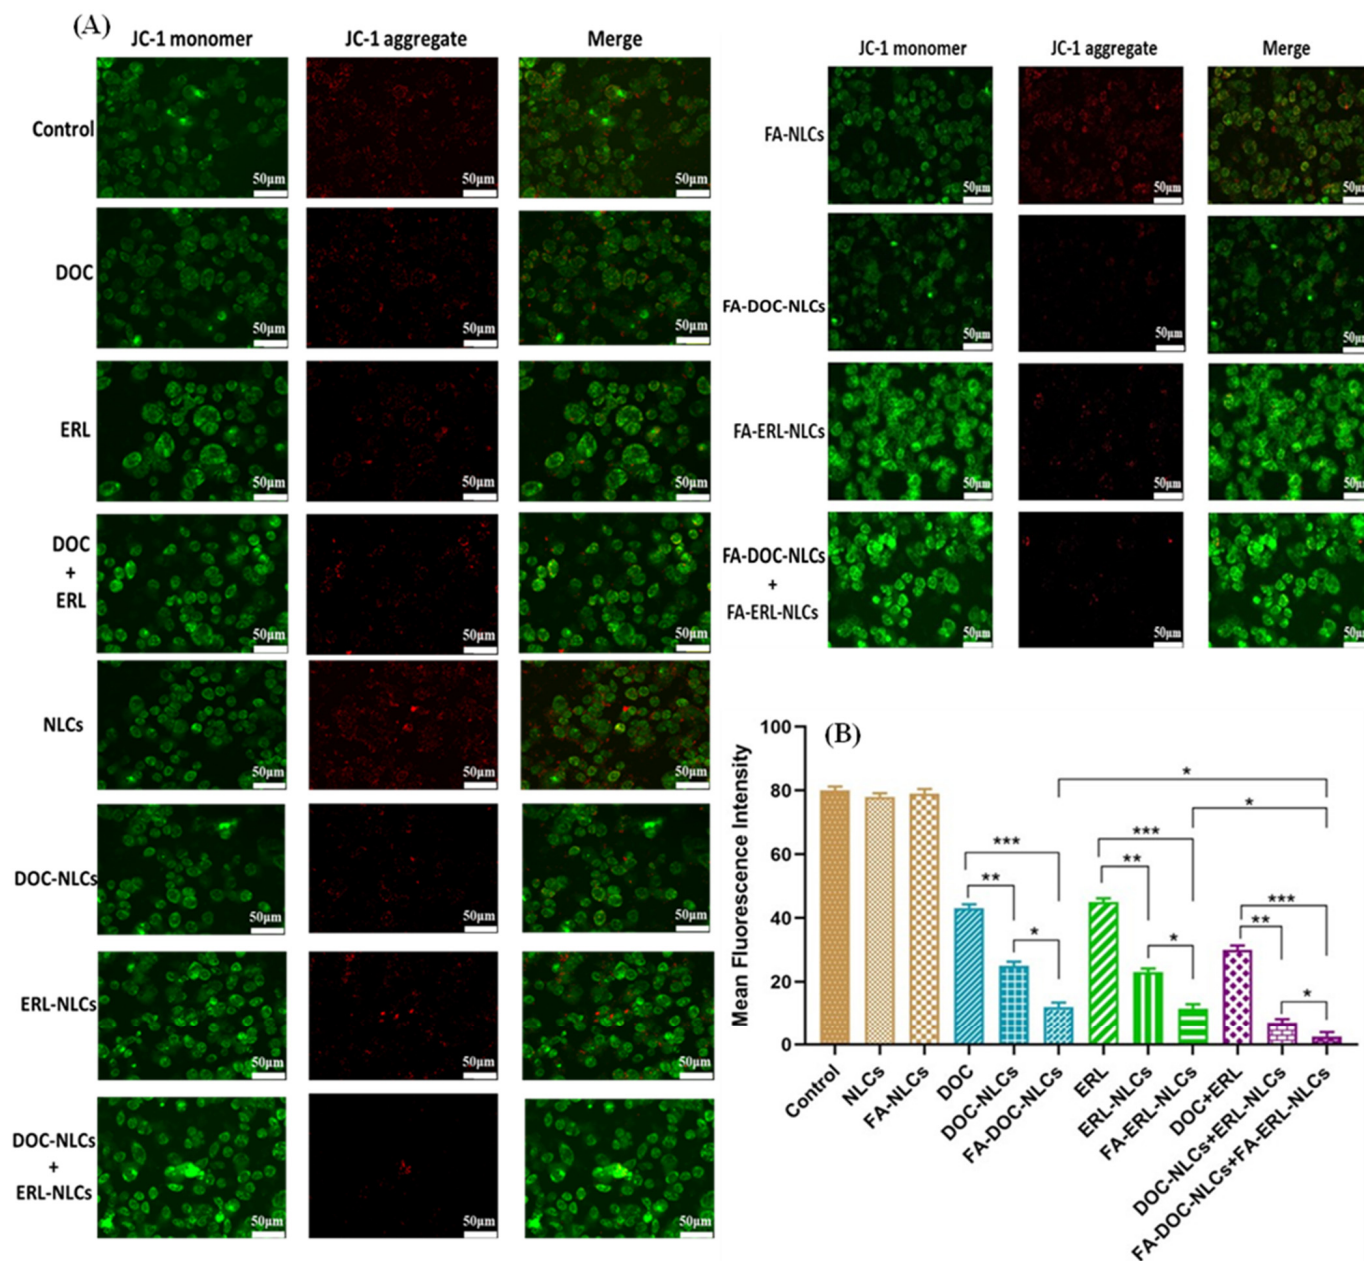 (A)
JC-1 monomer JC-1 aggregate Merge
Control 50μm 50μm 50μm
DOC 50μm 50μm 50μm
ERL 50μm 50μm 50μm
DOC
+
ERL
50μm 50μm 50μm
NLCs 50μm 50μm 50μm
DOC-NLCs 50μm 50μm 50μm
ERL-NLCs 50μm 50μm 50μm
DOC-NLCs
+
ERL-NLCs
50μm 50μm 50μm
JC-1 monomer JC-1 aggregate Merge
FA-NLCs 50μm 50μm 50μ
FA-DOC-NLCs 50μm 50μm 50μ
FA-ERL-NLCs 50μm 50μm 50μ
FA-DOC-NLCs
+
FA-ERL-NLCs
50μm 50μm 50μ
(B)
Mean Fluorescence Intensity
100
80
60
40
20
0
*
*
*** ***
** **
*** 
**
* * *
Control
NLCs
FA-NLCs
DOC
DOC-NLCs
FA-DOC-NLCs
ERL
ERL-NLCs
FA-ERL-NLCs
DOC+ERL
DOC-NLCs+ERL-NLCs
FA-DOC-NLCs+FA-ERL-NLCs